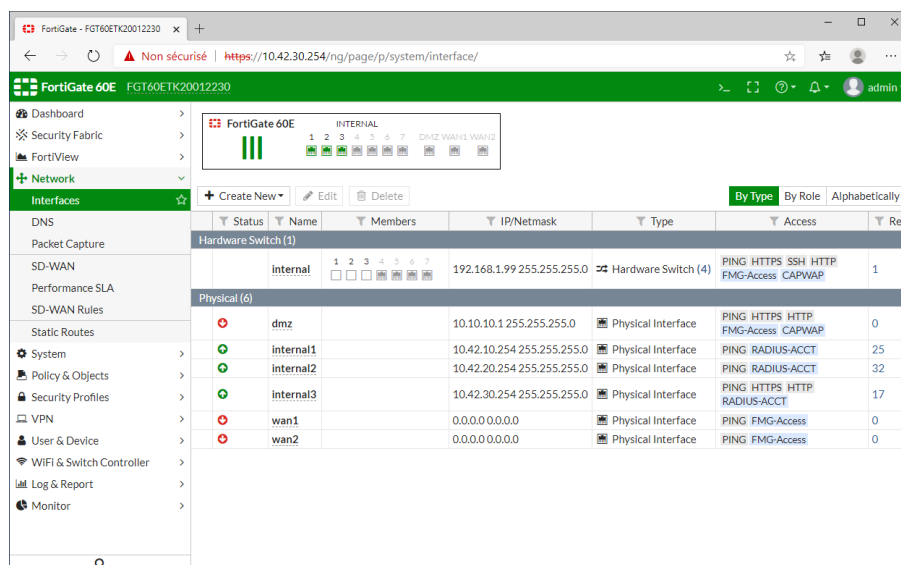 FortiGate - FGT60ETK20012230
Non sécurisé | https://10.42.30.254/ng/page/p/system/interface/
FortiGate 60E FGT60ETK20012230
>_ admin
Dashboard
Security Fabric
FortiView
Network
Interfaces
DNS
Packet Capture
SD-WAN
Performance SLA
SD-WAN Rules
Static Routes
System
Policy & Objects
Security Profiles
VPN
User & Device
WiFi & Switch Controller
Log & Report
Monitor
FortiGate 60E INTERNAL
1 2 3 4 5 6 7 DMZ WAN1 WAN2
+ Create New Edit Delete By Type By Role Alphabetically
Status Name Members IP/Netmask Type Access Re
Hardware Switch (1)
internal 1 2 3 4 5 6 7 192.168.1.99 255.255.255.0 Hardware Switch (4) PING HTTPS SSH HTTP 1
FMG-Access CAPWAP
Physical (6)
dmz 10.10.10.1 255.255.255.0 Physical Interface PING HTTPS HTTP 0
FMG-Access CAPWAP
internal1 10.42.10.254 255.255.255.0 Physical Interface PING RADIUS-ACCT 25
internal2 10.42.20.254 255.255.255.0 Physical Interface PING RADIUS-ACCT 32
internal3 10.42.30.254 255.255.255.0 Physical Interface PING HTTPS HTTP 17
RADIUS-ACCT
wan1 0.0.0.0 0.0.0.0 Physical Interface PING FMG-Access 0
wan2 0.0.0.0 0.0.0.0 Physical Interface PING FMG-Access 0